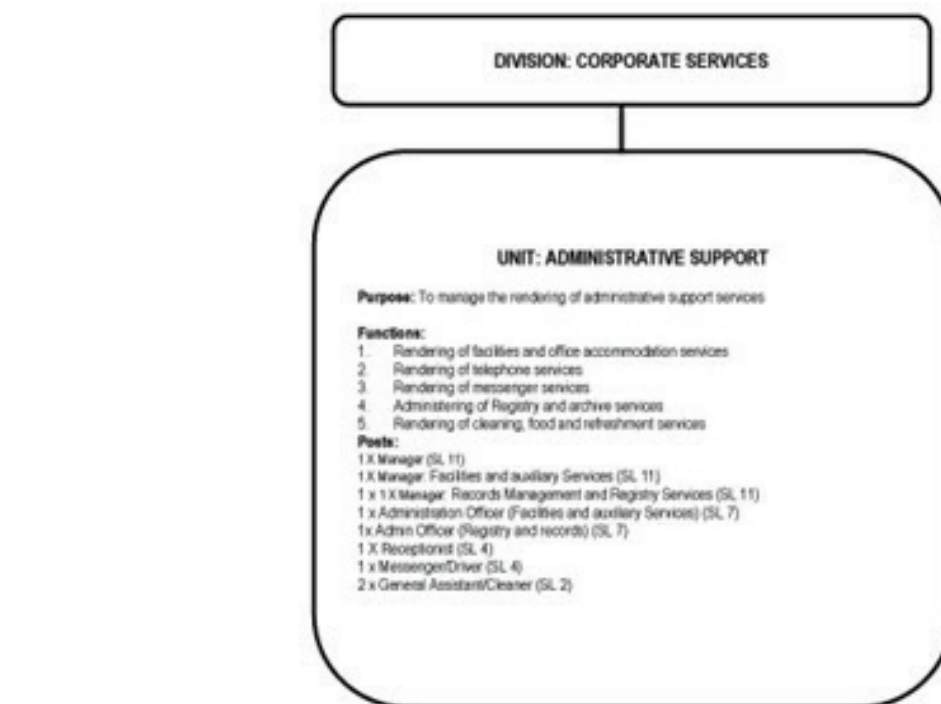 DIVISION: CORPORATE SERVICES
UNIT: ADMINISTRATIVE SUPPORT
Purpose: To manage the rendering of administrative support services
Functions:
1. Rendering of facilities and office accommodation services
2. Rendering of telephone services
3. Rendering of messenger services
4. Administering of Registry and archive services
5. Rendering of cleaning, food and refreshment services
Posts:
1 X Manager (SL 11)
1 X Manager: Facilities and auxiliary Services (SL 11)
1 x 1 X Manager: Records Management and Registry Services (SL 11)
1 x Administration Officer (Facilities and auxiliary Services) (SL 7)
1x Admin Officer (Registry and records) (SL 7)
1 X Receptionist (SL 4)
1 x Messenger/Driver (SL 4)
2 x General Assistant/Cleaner (SL 2)